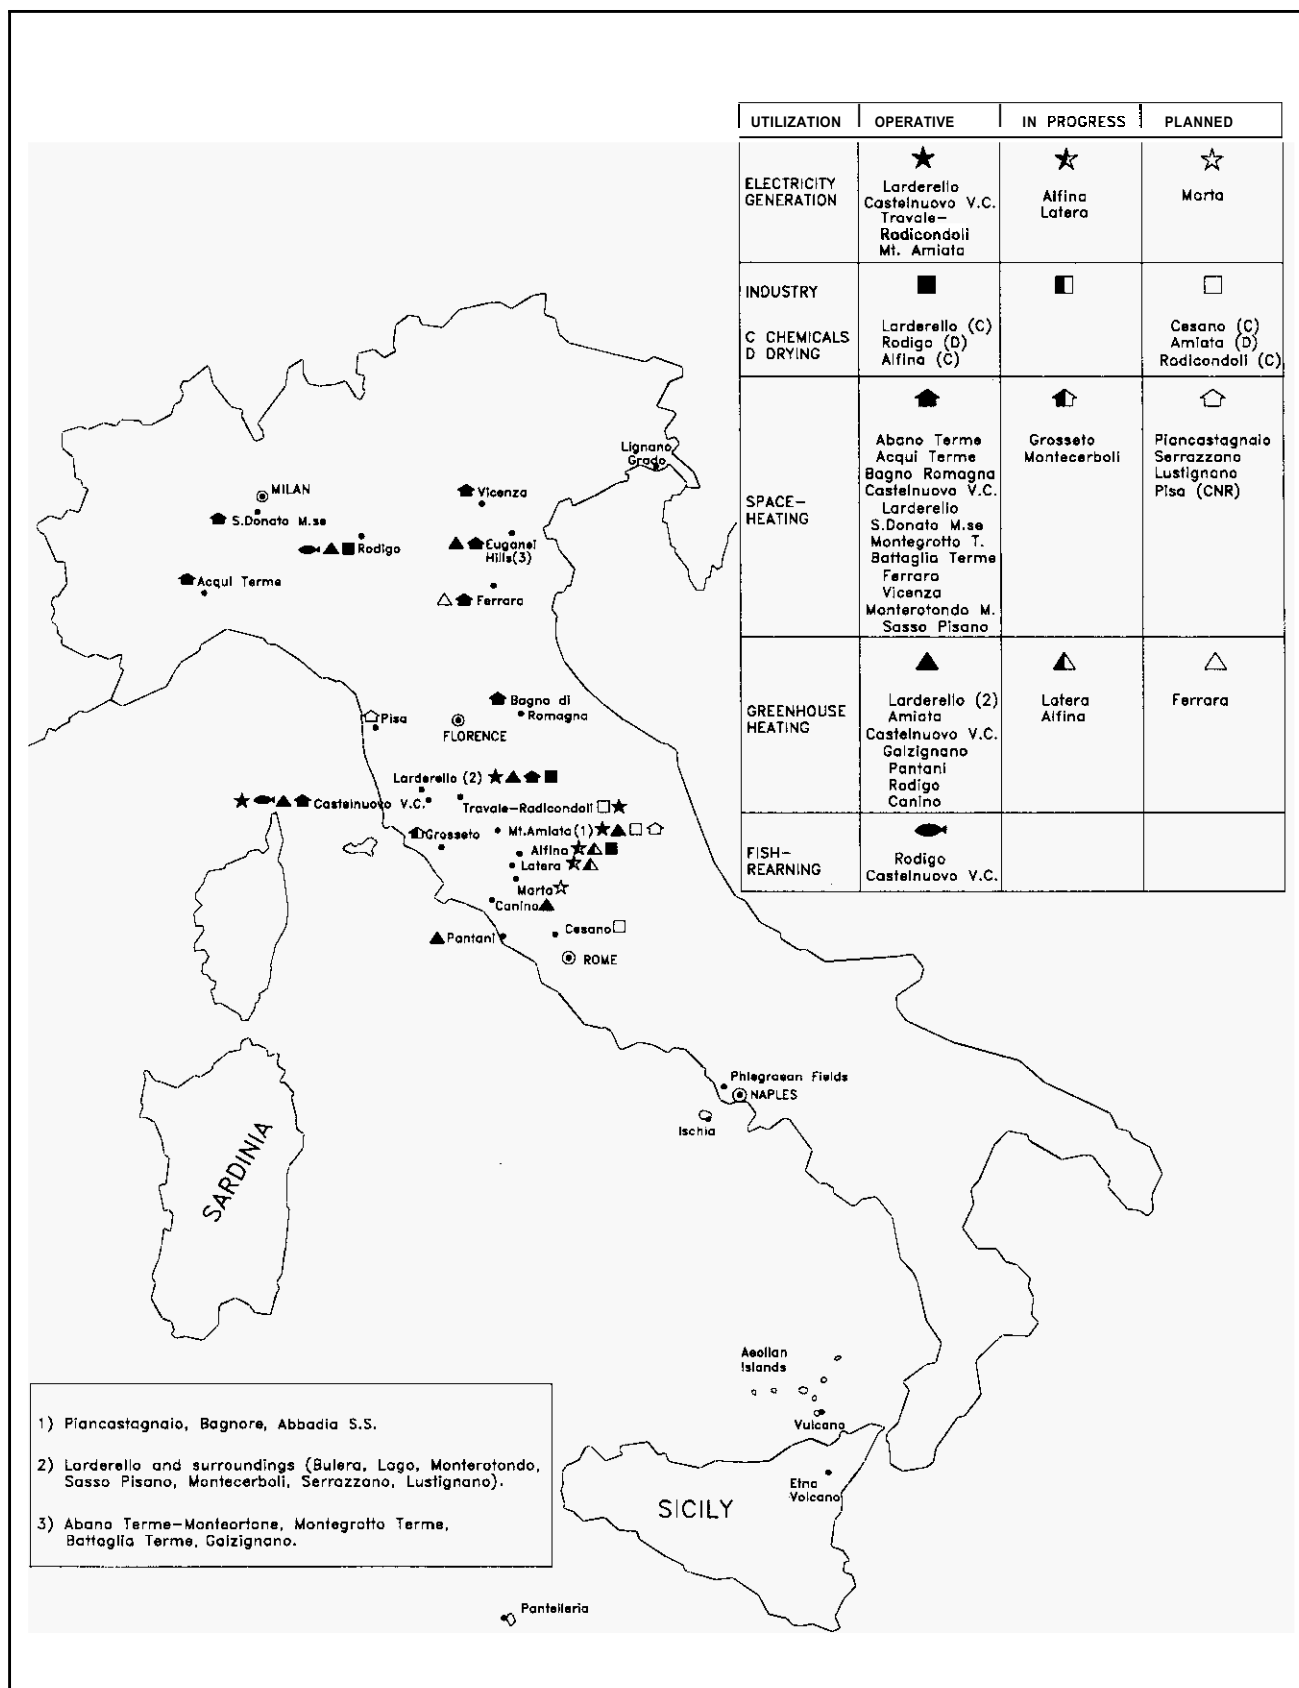 UTILIZATION OPERATIVE IN PROGRESS PLANNED
ELECTRICITY
GENERATION
Larderello
Castelnuovo V.C.
Travale-
Radicondoli
Mt. Amiata
Alfina
Latera
Marta
INDUSTRY
C CHEMICALS
D DRYING
Larderello (C)
Rodigo (D)
Alfina (C)
Cesano (C)
Amiata (D)
Radicondoli (C)
SPACE-
HEATING
Abano Terme
Acqui Terme
Bagno Romagna
Castelnuovo V.C.
Larderello
S.Donato M.se
Montegrotto T.
Battaglia Terme
Ferrara
Vicenza
Monterotondo M.
Sasso Pisano
Grosseto
Montecerboli
Piancastagnaio
Serrazzano
Lustignano
Pisa (CNR)
GREENHOUSE
HEATING
Larderello (2)
Amiata
Castelnuovo V.C.
Galzignano
Pantani
Rodigo
Canino
Latera
Alfina
Ferrara
FISH-
REARNING
Rodigo
Castelnuovo V.C.
Lignano
Grado
MILAN
Vicenza
S.Donato M.se
Rodigo
Euganei
Hills(3)
Acqui Terme
Ferrara
Bagno di
Romagna
Pisa
FLORENCE
Larderello (2)
Castelnuovo V.C.
Travale-Radicondoli
Mt.Amiata(1)
Grosseto
Alfina
Latera
Marta
Canino
Pantani
Cesano
ROME
Phlegraean Fields
NAPLES
Ischia
SARDINIA
Aeolian
Islands
Vulcano
Etna
Volcano
SICILY
Pantelleria
1) Piancastagnaio, Bagnore, Abbadia S.S.
2) Larderello and surroundings (Bulera, Lago, Monterotondo,
Sasso Pisano, Montecerboli, Serrazzano, Lustignano).
3) Abano Terme-Monteortone, Montegrotto Terme,
Battaglia Terme, Galzignano.